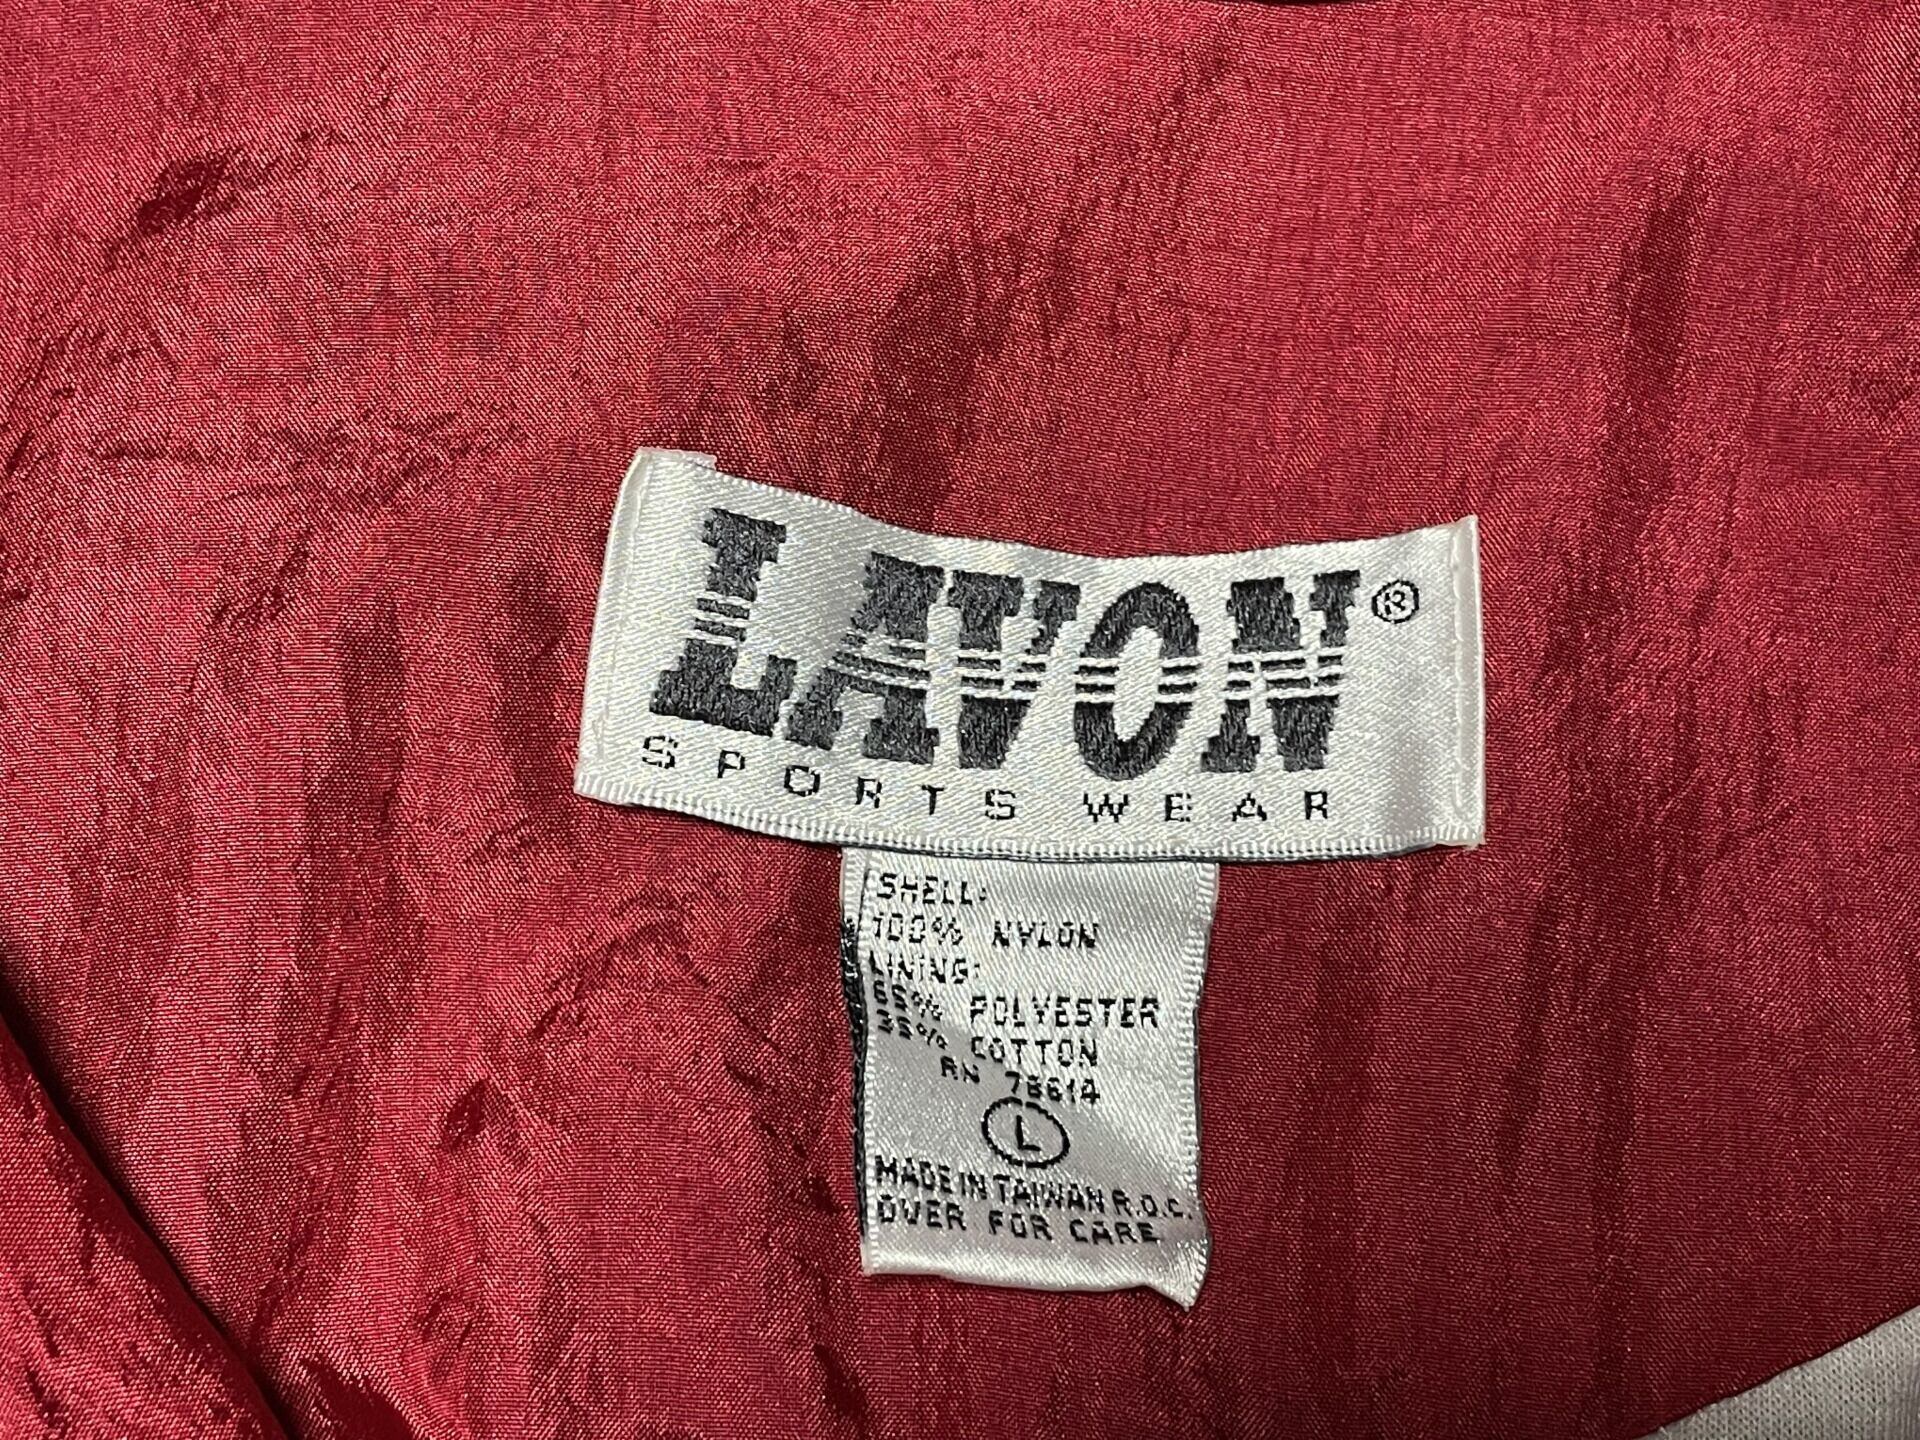 LAVON®
SPORTS WEAR
SHELL:
100% NYLON
LINING:
65% POLYESTER
35% COTTON
RN 78614
L
MADE IN TAIWAN R.O.C.
OVER FOR CARE